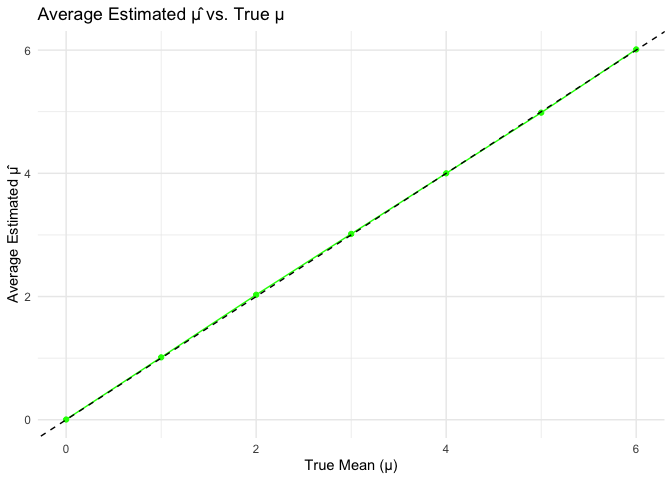 Average Estimated μ̂ vs. True μ
Average Estimated μ̂
6
4
2
0
0 2 4 6
True Mean (μ)